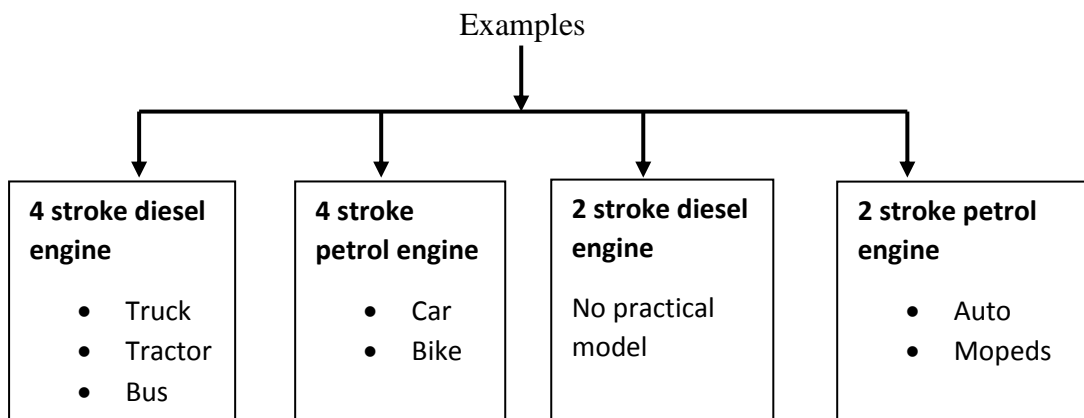 Examples
4 stroke diesel
engine
• Truck
• Tractor
• Bus
4 stroke
petrol engine
• Car
• Bike
2 stroke diesel
engine
No practical
model
2 stroke petrol
engine
• Auto
• Mopeds